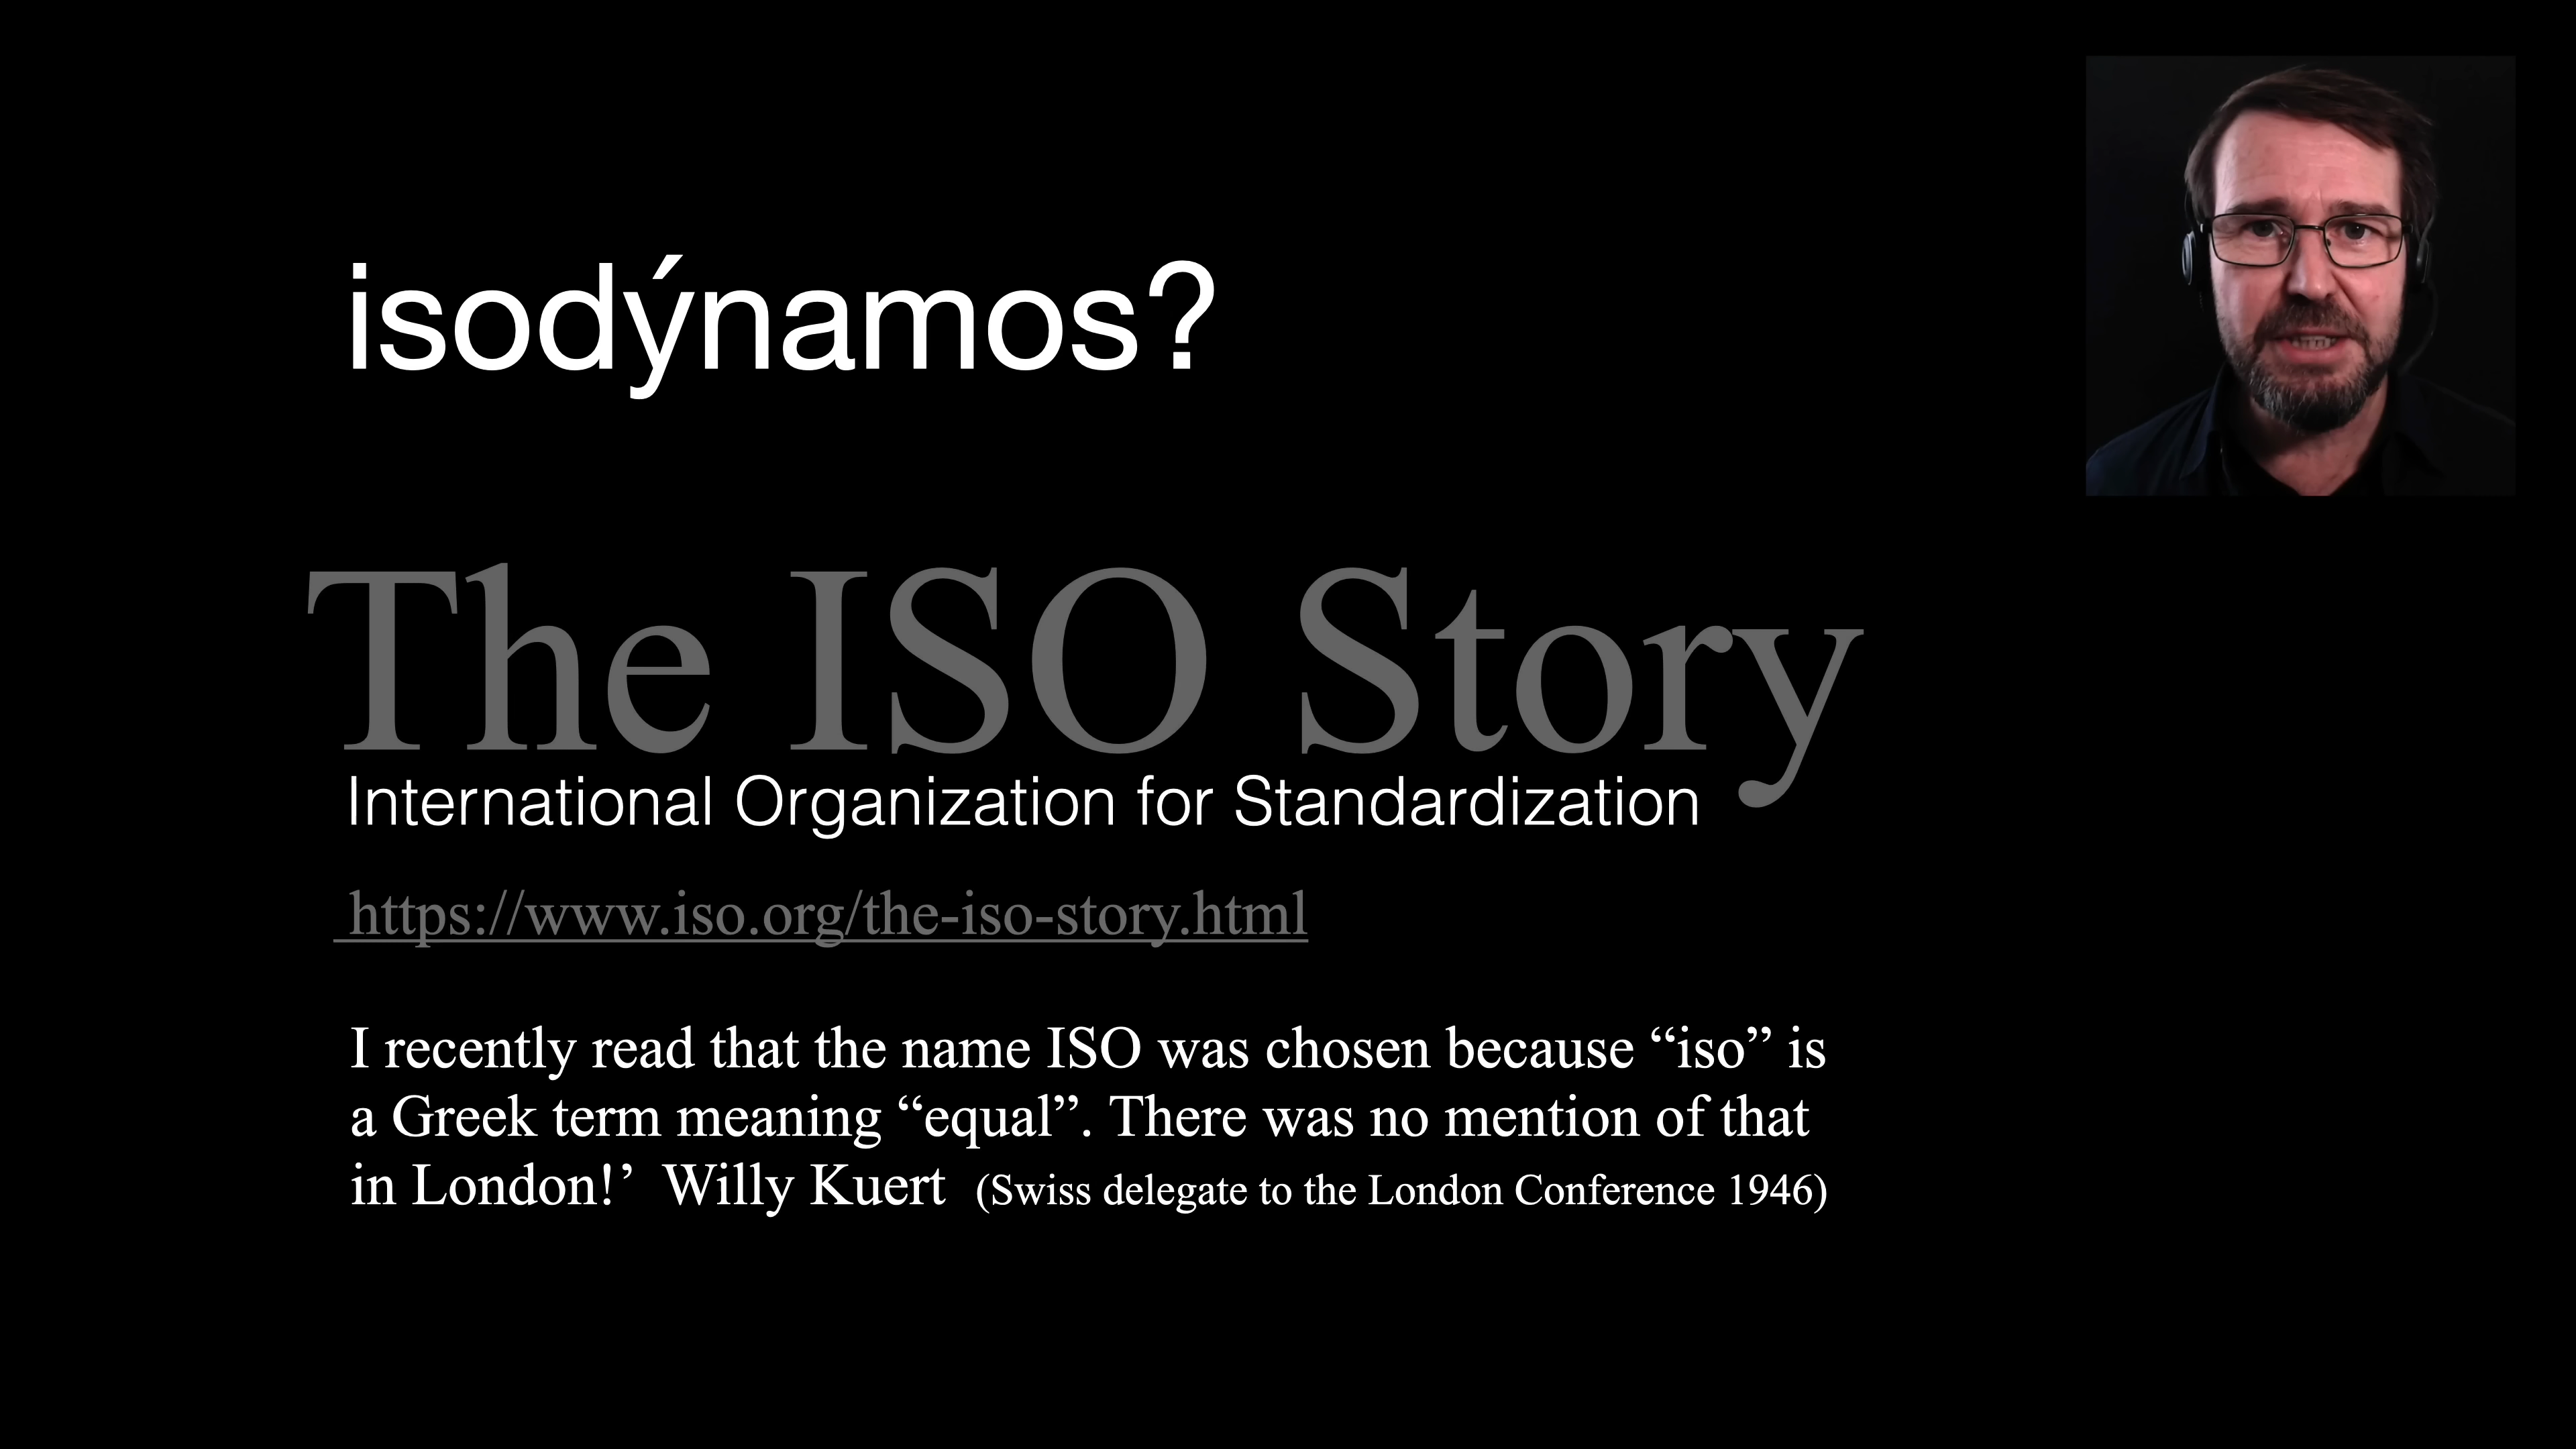 isodýnamos?
The ISO Story
International Organization for Standardization
https://www.iso.org/the-iso-story.html
I recently read that the name ISO was chosen because “iso” is
a Greek term meaning “equal”. There was no mention of that
in London!’ Willy Kuert (Swiss delegate to the London Conference 1946)